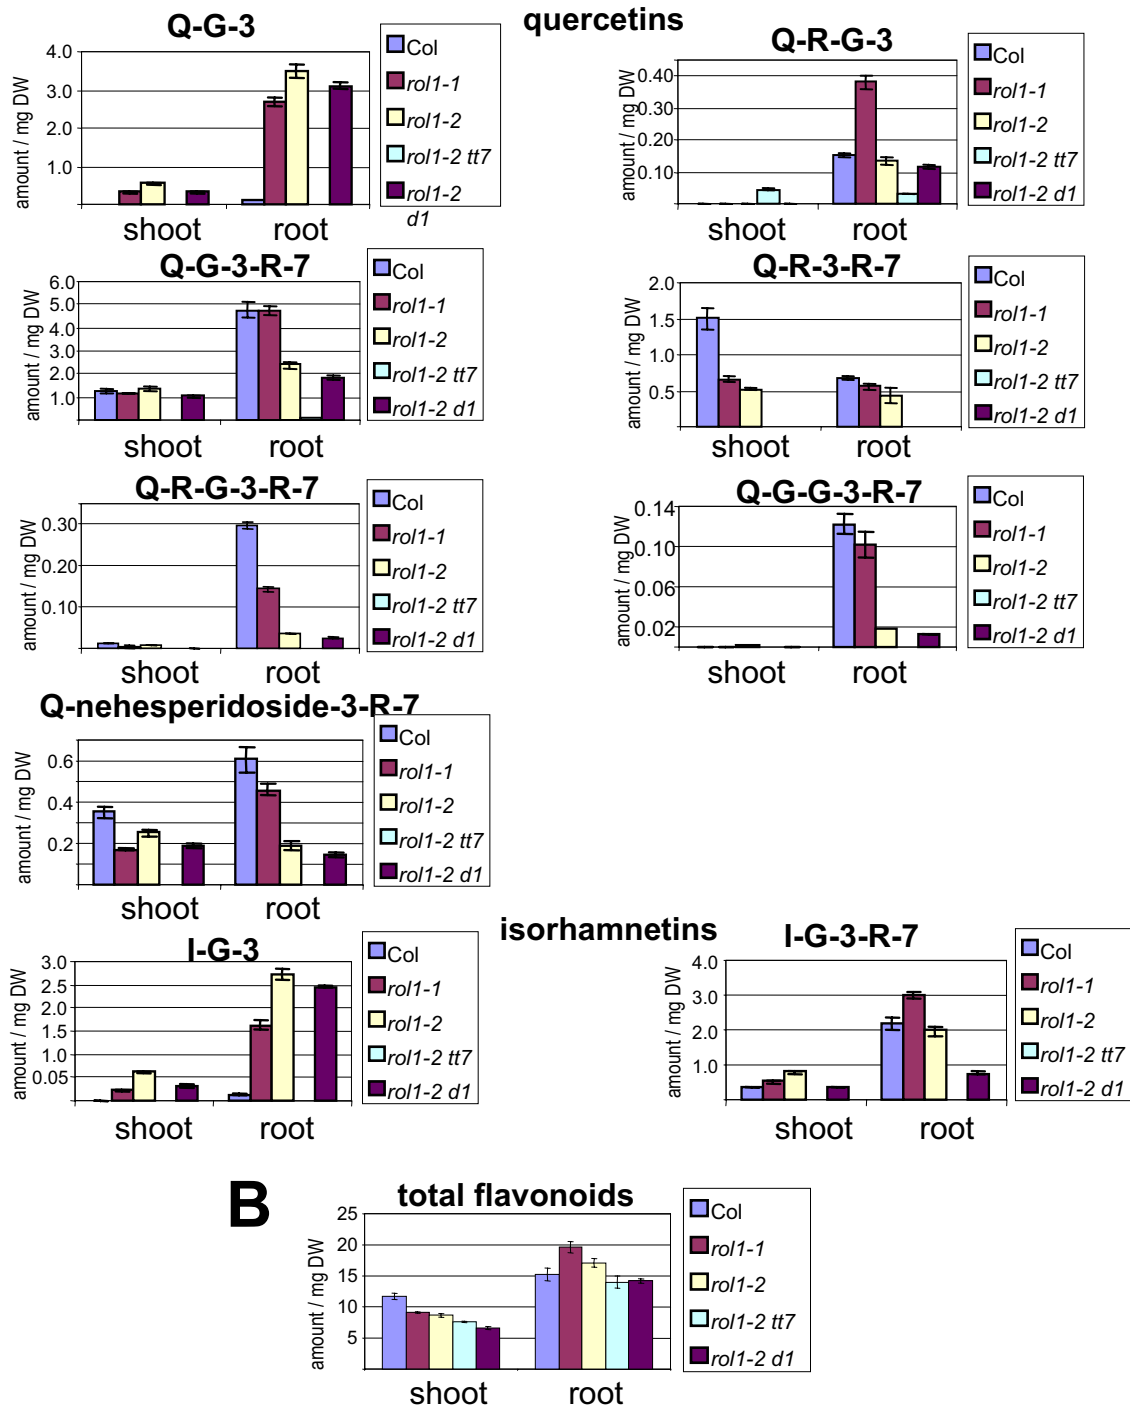 quercetins
Q-G-3
amount / mg DW
4.0
3.0
2.0
1.0
shoot
root
Col
rol1-1
rol1-2
rol1-2 tt7
rol1-2
d1
Q-R-G-3
amount / mg DW
0.40
0.30
0.20
0.10
shoot
root
Col
rol1-1
rol1-2
rol1-2 tt7
rol1-2 d1
Q-G-3-R-7
amount / mg DW
6.0
5.0
4.0
3.0
2.0
1.0
shoot
root
Col
rol1-1
rol1-2
rol1-2 tt7
rol1-2 d1
Q-R-3-R-7
amount / mg DW
2.0
1.5
1.0
0.5
shoot
root
Col
rol1-1
rol1-2
rol1-2 tt7
rol1-2 d1
Q-R-G-3-R-7
amount / mg DW
0.30
0.20
0.10
shoot
root
Col
rol1-1
rol1-2
rol1-2 tt7
rol1-2 d1
Q-G-G-3-R-7
amount / mg DW
0.14
0.10
0.06
0.02
shoot
root
Col
rol1-1
rol1-2
rol1-2 tt7
rol1-2 d1
Q-nehesperidoside-3-R-7
amount / mg DW
0.6
0.4
0.2
shoot
root
Col
rol1-1
rol1-2
rol1-2 tt7
rol1-2 d1
isorhamnetins
I-G-3
amount / mg DW
3.0
2.5
2.0
1.5
1.0
0.05
shoot
root
Col
rol1-1
rol1-2
rol1-2 tt7
rol1-2 d1
I-G-3-R-7
amount / mg DW
4.0
3.0
2.0
1.0
shoot
root
Col
rol1-1
rol1-2
rol1-2 tt7
rol1-2 d1
B
total flavonoids
amount / mg DW
25
20
15
10
5
shoot
root
Col
rol1-1
rol1-2
rol1-2 tt7
rol1-2 d1